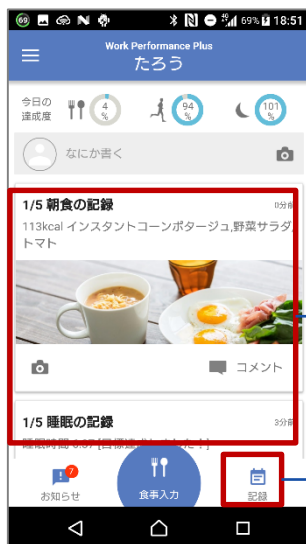 69
69% 18:51
Work Performance Plus
たろう
今日の
達成度
4
%
94
%
101
%
なにか書く
1/5 朝食の記録
0分前
113kcal インスタントコーンポタージュ,野菜サラダ,
トマト
コメント
1/5 睡眠の記録
3分前
7
お知らせ
食事入力
記録